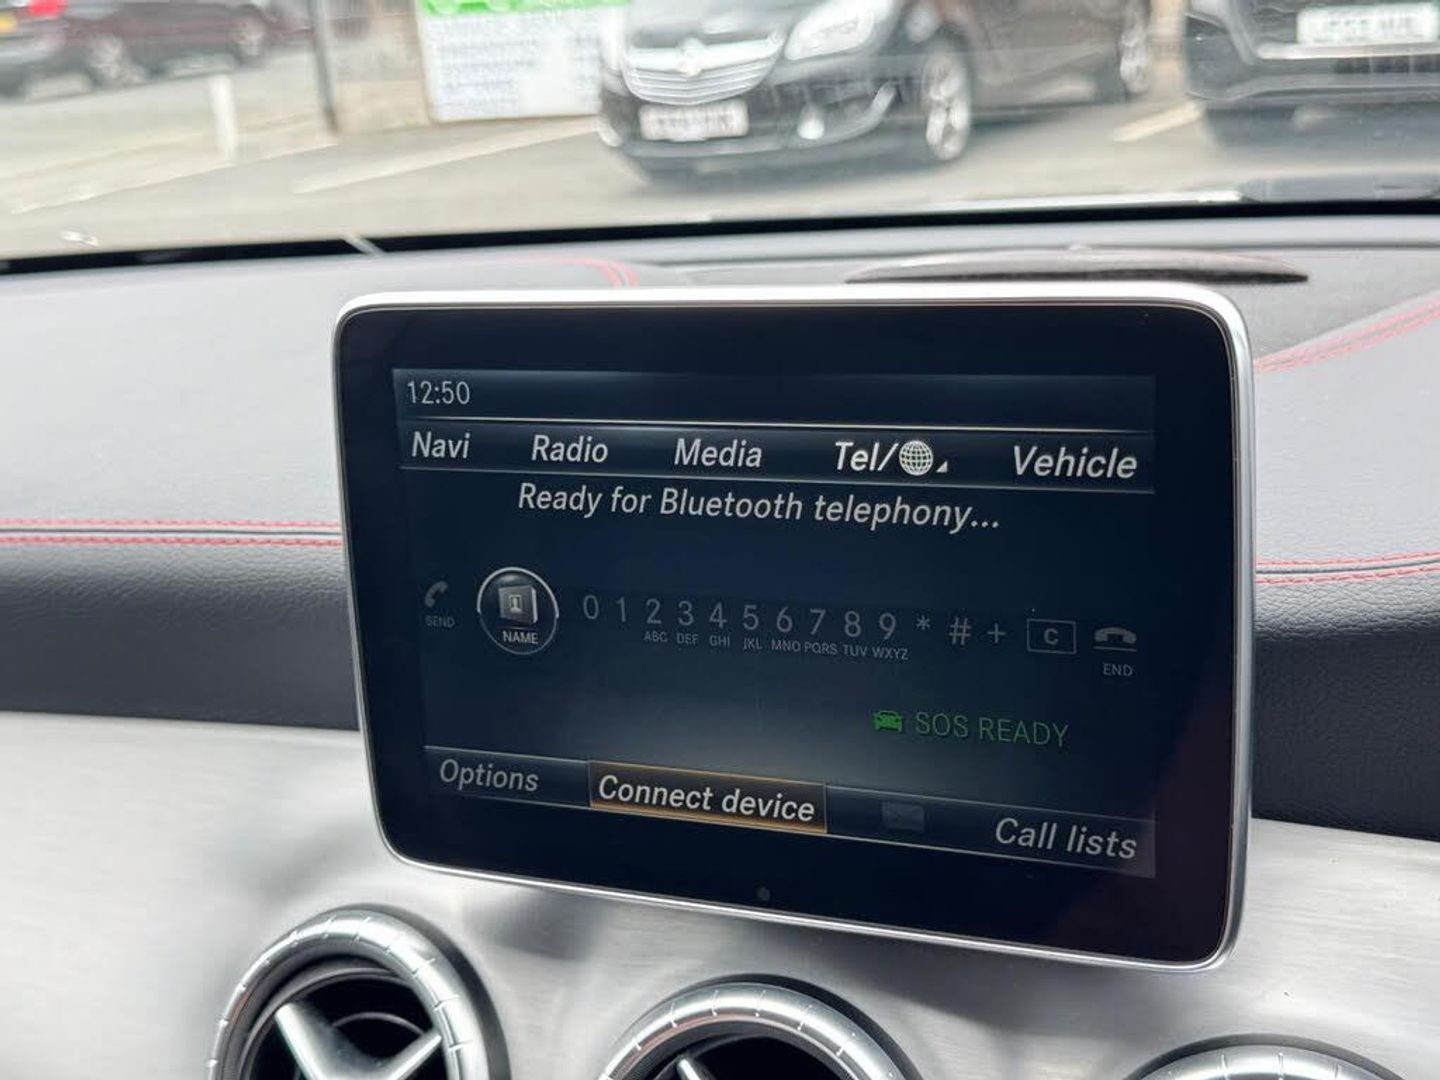 12:50
Navi Radio Media Tel/ Vehicle
Ready for Bluetooth telephony...
0 1 2 3 4 5 6 7 8 9 * # + C
SEND NAME ABC DEF GHI JKL MNO PQRS TUV WXYZ END
SOS READY
Options Connect device Call lists